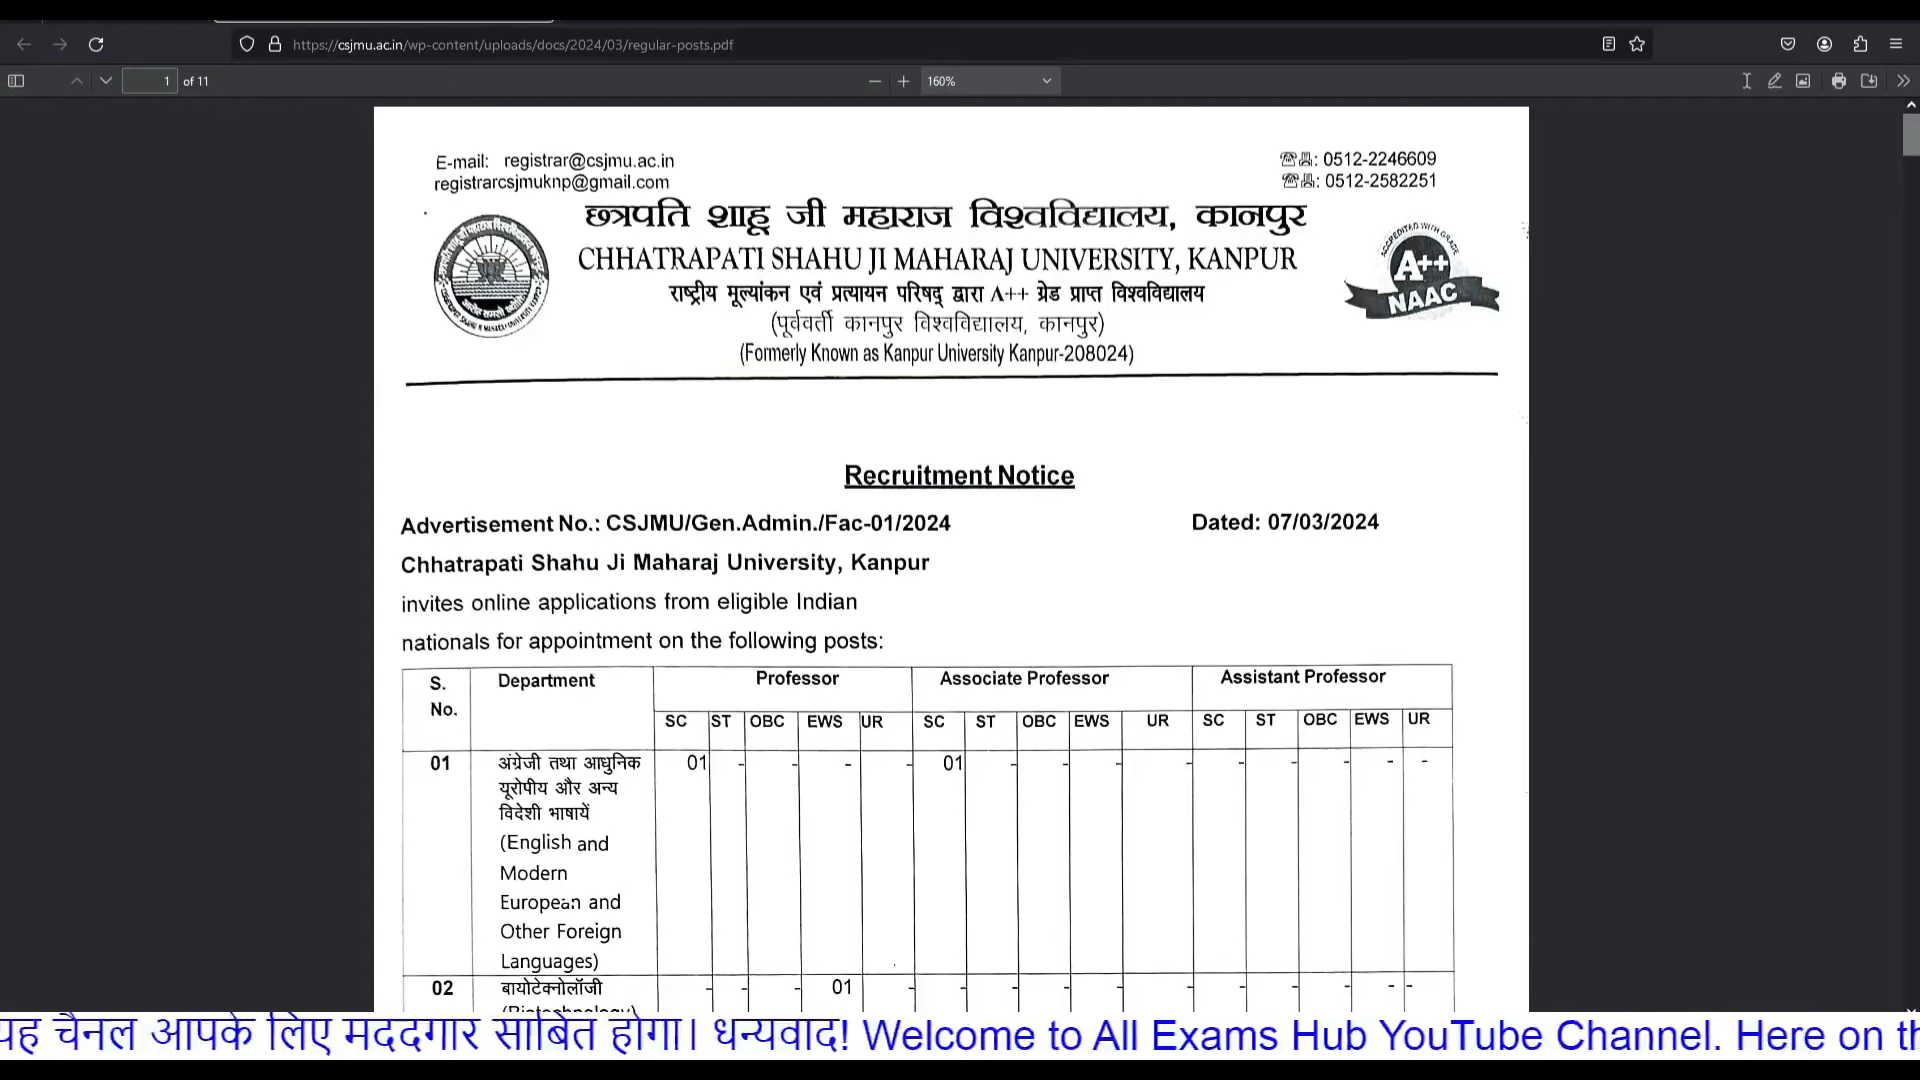 https://csjmu.ac.in/wp-content/uploads/docs/2024/03/regular-posts.pdf
1 of 11
160%
E-mail: registrar@csjmu.ac.in
registrarcsjmuknp@gmail.com
: 0512-2246609
: 0512-2582251
छत्रपति शाहू जी महाराज विश्वविद्यालय, कानपुर
CHHATRAPATI SHAHU JI MAHARAJ UNIVERSITY, KANPUR
राष्ट्रीय मूल्यांकन एवं प्रत्यायन परिषद् द्वारा A++ ग्रेड प्राप्त विश्वविद्यालय
(पूर्ववर्ती कानपुर विश्वविद्यालय, कानपुर)
(Formerly Known as Kanpur University Kanpur-208024)
ACCREDITED WITH GRADE
A++
NAAC
Recruitment Notice
Advertisement No.: CSJMU/Gen.Admin./Fac-01/2024 Dated: 07/03/2024
Chhatrapati Shahu Ji Maharaj University, Kanpur
invites online applications from eligible Indian
nationals for appointment on the following posts:
S. No. Department Professor Associate Professor Assistant Professor
SC ST OBC EWS UR SC ST OBC EWS UR SC ST OBC EWS UR
01 अंग्रेजी तथा आधुनिक 01 - - - - 01 - - - - - - - - -
यूरोपीय और अन्य
विदेशी भाषायें
(English and
Modern
European and
Other Foreign
Languages)
02 बायोटेक्नोलॉजी - - - 01 - - - - - - - - - - -
(Biotechnology)
यह चैनल आपके लिए मददगार साबित होगा। धन्यवाद! Welcome to All Exams Hub YouTube Channel. Here on